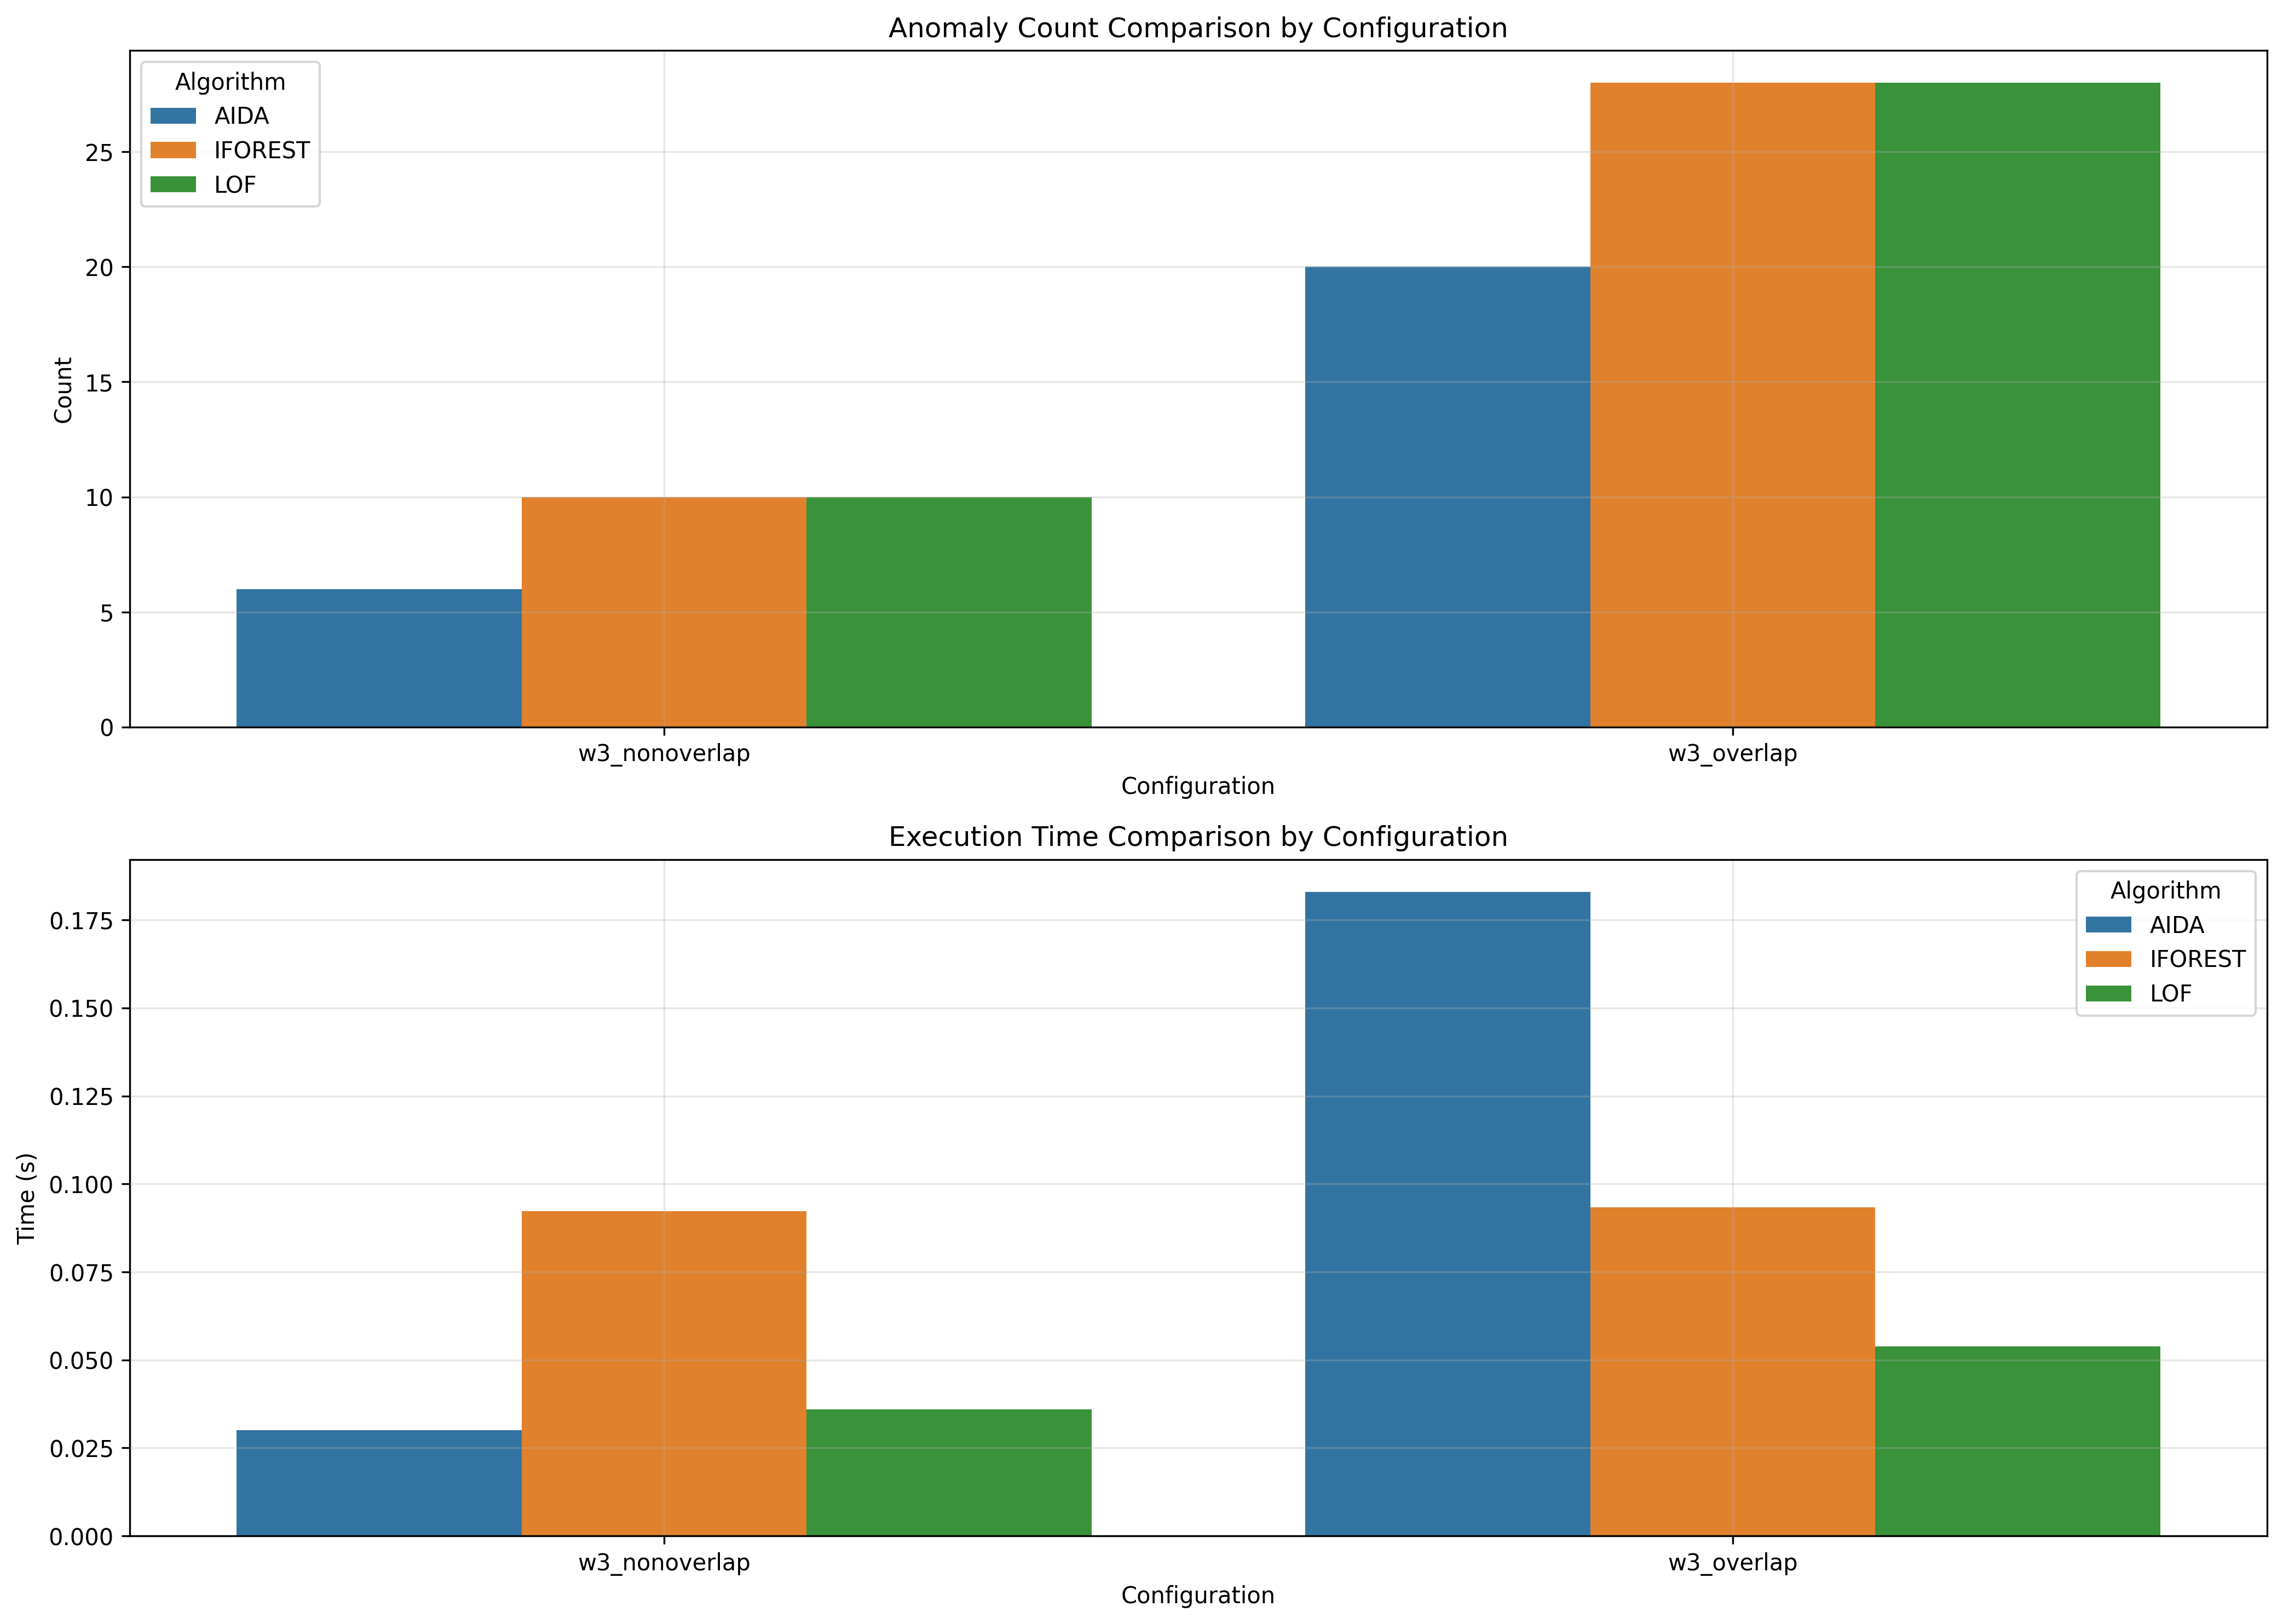 Anomaly Count Comparison by Configuration
Algorithm
AIDA
IFOREST
LOF
25
20
15
10
5
0
Count
w3_nonoverlap
w3_overlap
Configuration
Execution Time Comparison by Configuration
Algorithm
AIDA
IFOREST
LOF
0.175
0.150
0.125
0.100
0.075
0.050
0.025
0.000
Time (s)
w3_nonoverlap
w3_overlap
Configuration